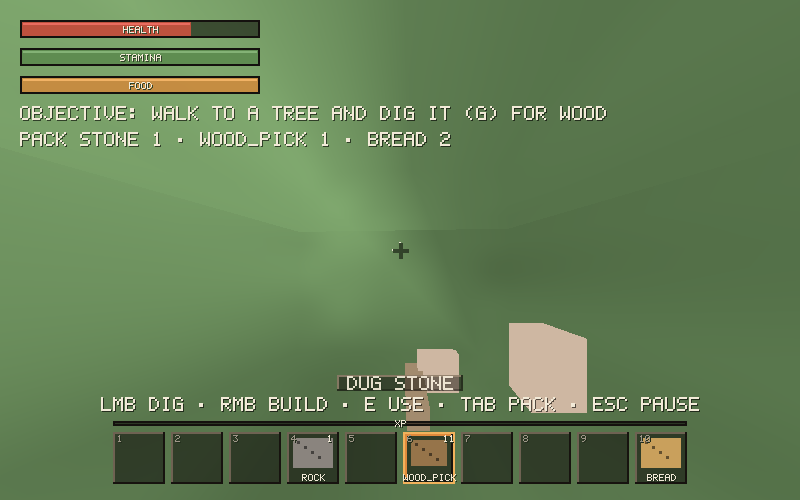 HEALTH
STAMINA
FOOD
OBJECTIVE: WALK TO A TREE AND DIG IT (G) FOR WOOD
PACK STONE 1 · WOOD_PICK 1 · BREAD 2
DUG STONE
LMB DIG · RMB BUILD · E USE · TAB PACK · ESC PAUSE
XP
1 2 3 4 1 5 6 11 7 8 9 10
ROCK WOOD_PICK BREAD